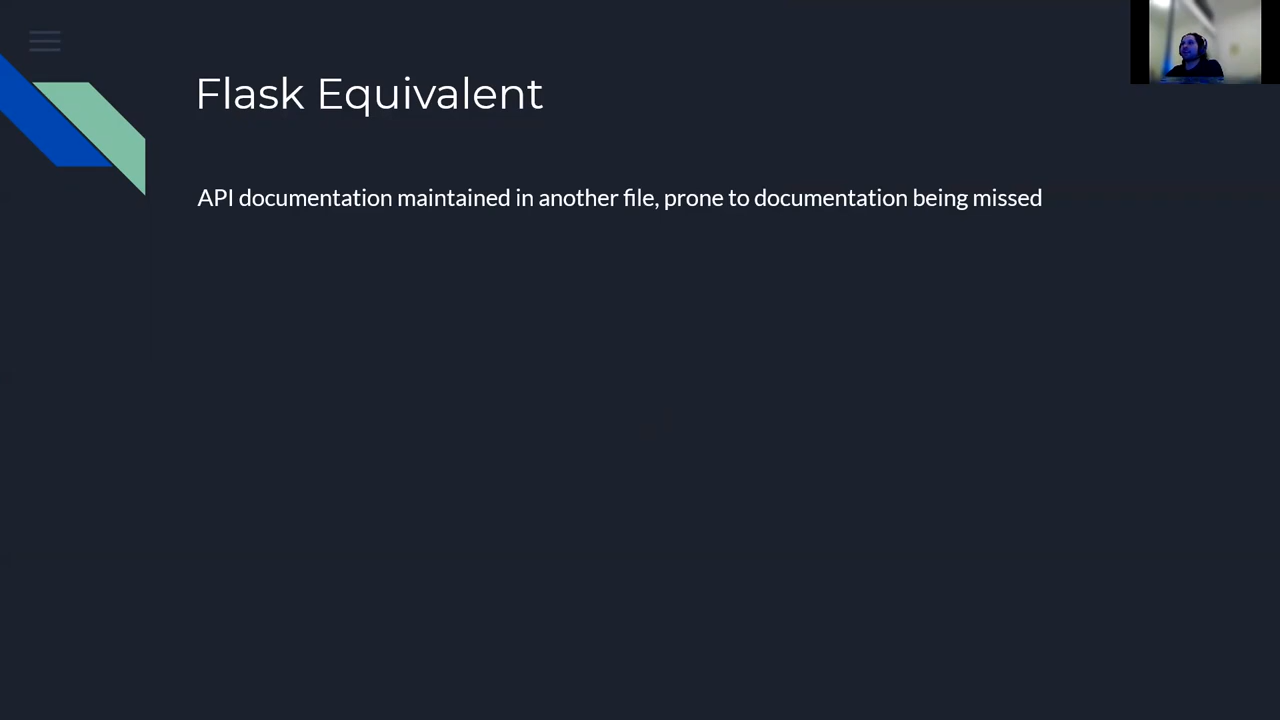 Flask Equivalent
API documentation maintained in another file, prone to documentation being missed